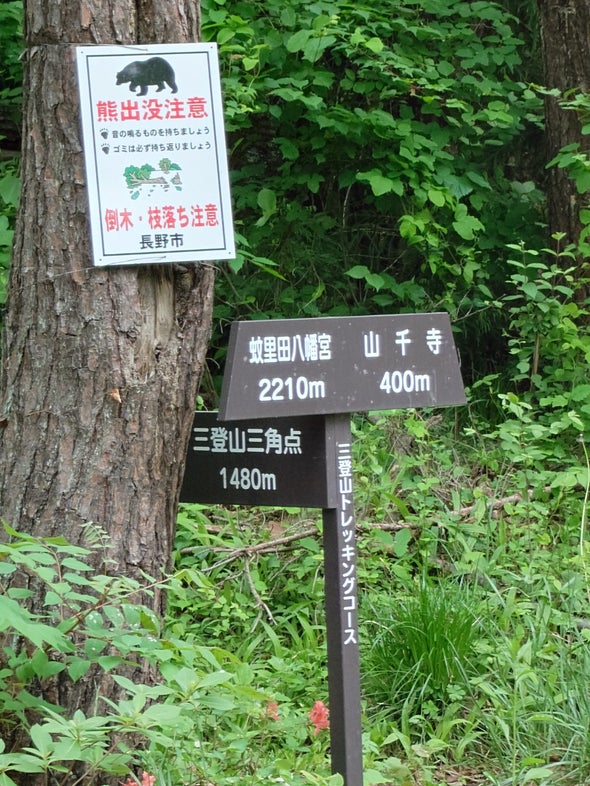 熊出没注意
音の鳴るものを持ちましょう
ゴミは必ず持ち返りましょう
倒木・枝落ち注意
長野市
蚊里田八幡宮 山千寺
2210m 400m
三登山三角点
1480m
三登山トレッキングコース